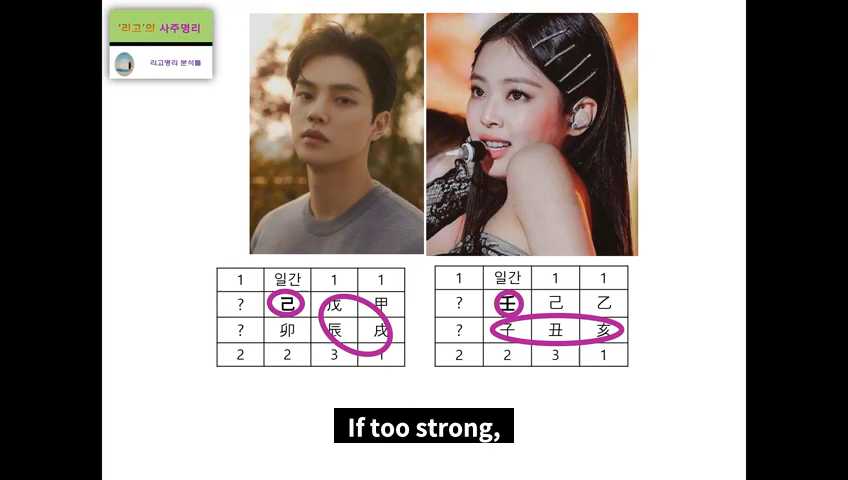 '리고'의 사주명리
리고명리 분석틀
1 일간 1 1
? 己 戊 甲
? 卯 辰 戌
2 2 3 1
1 일간 1 1
? 壬 己 乙
? 子 丑 亥
2 2 3 1
If too strong,